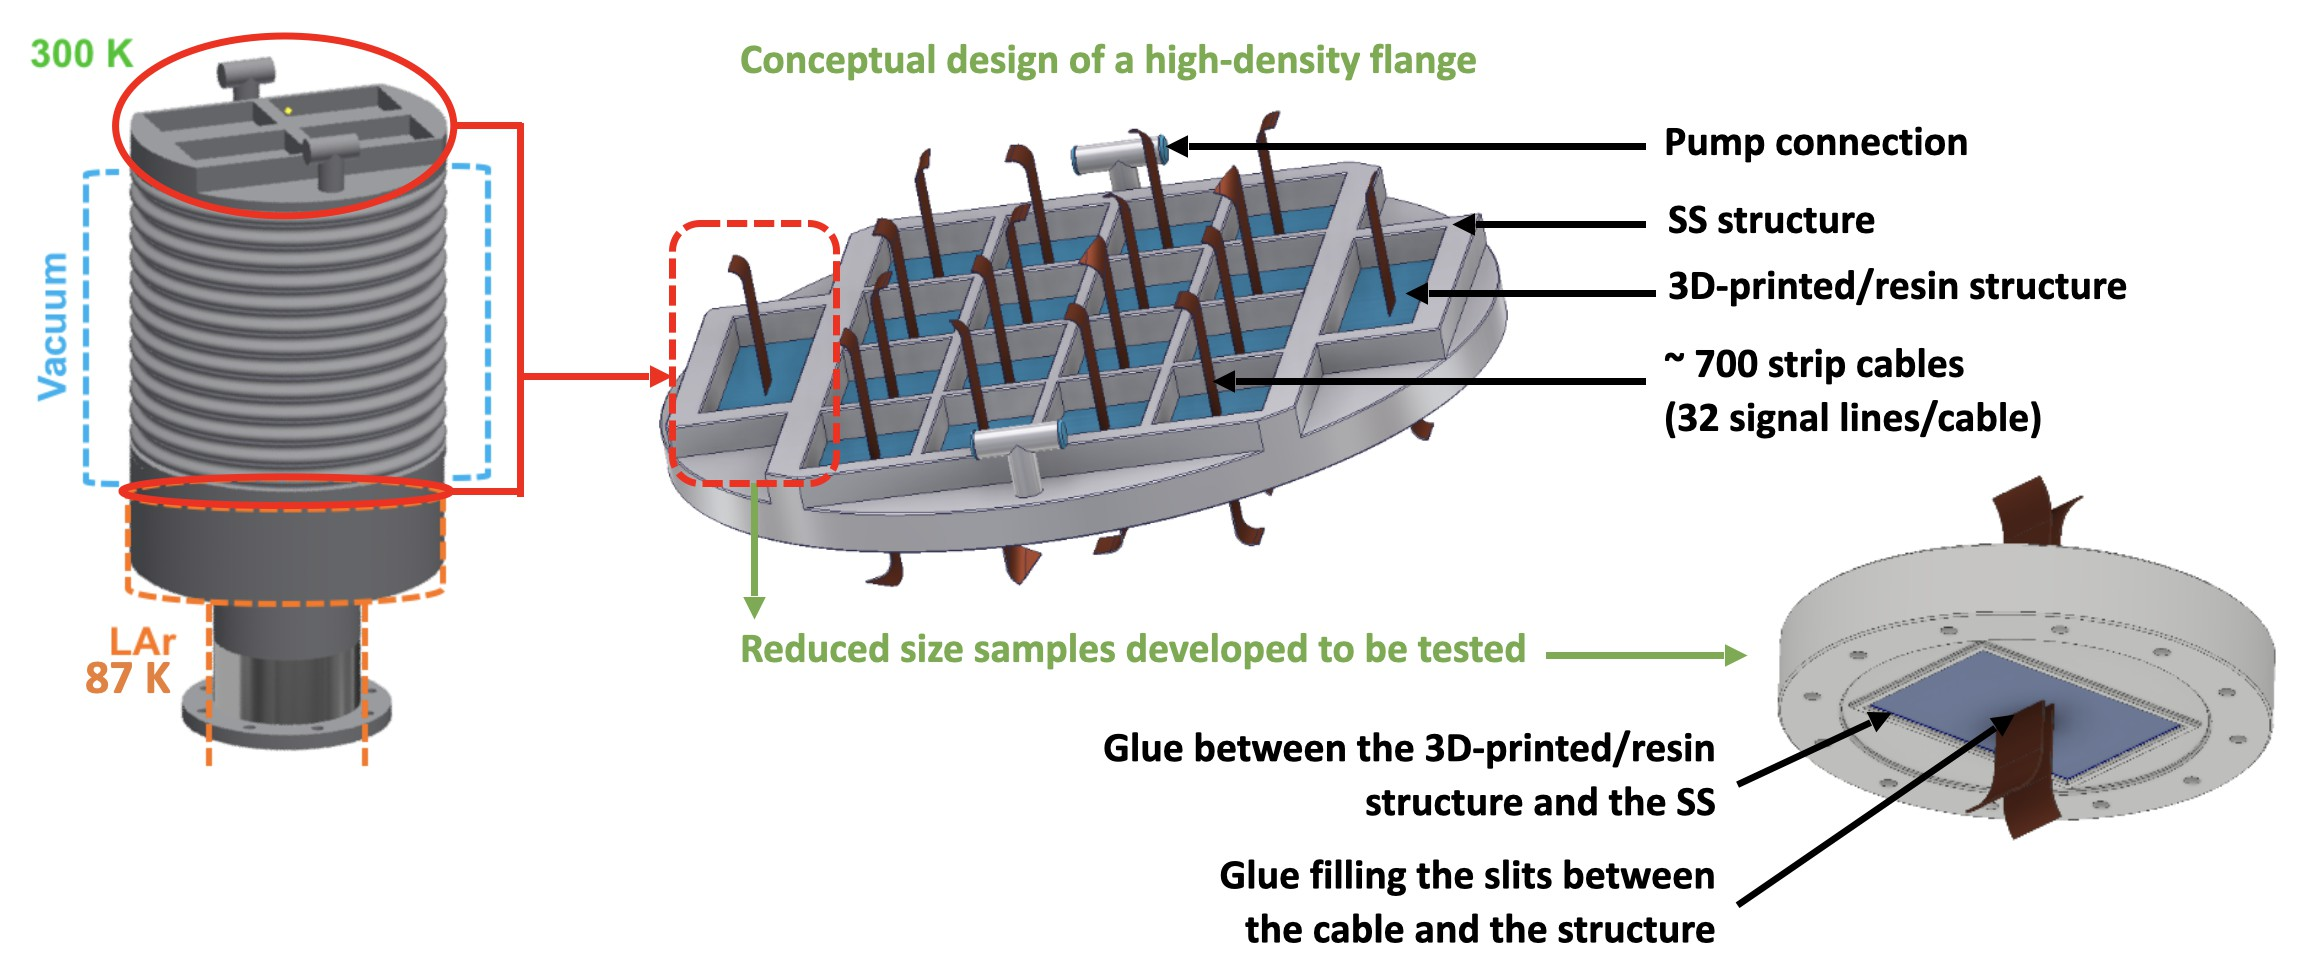 300 K
Conceptual design of a high-density flange
Pump connection
SS structure
3D-printed/resin structure
~ 700 strip cables
(32 signal lines/cable)
Vacuum
LAr
87 K
Reduced size samples developed to be tested
Glue between the 3D-printed/resin
structure and the SS
Glue filling the slits between
the cable and the structure